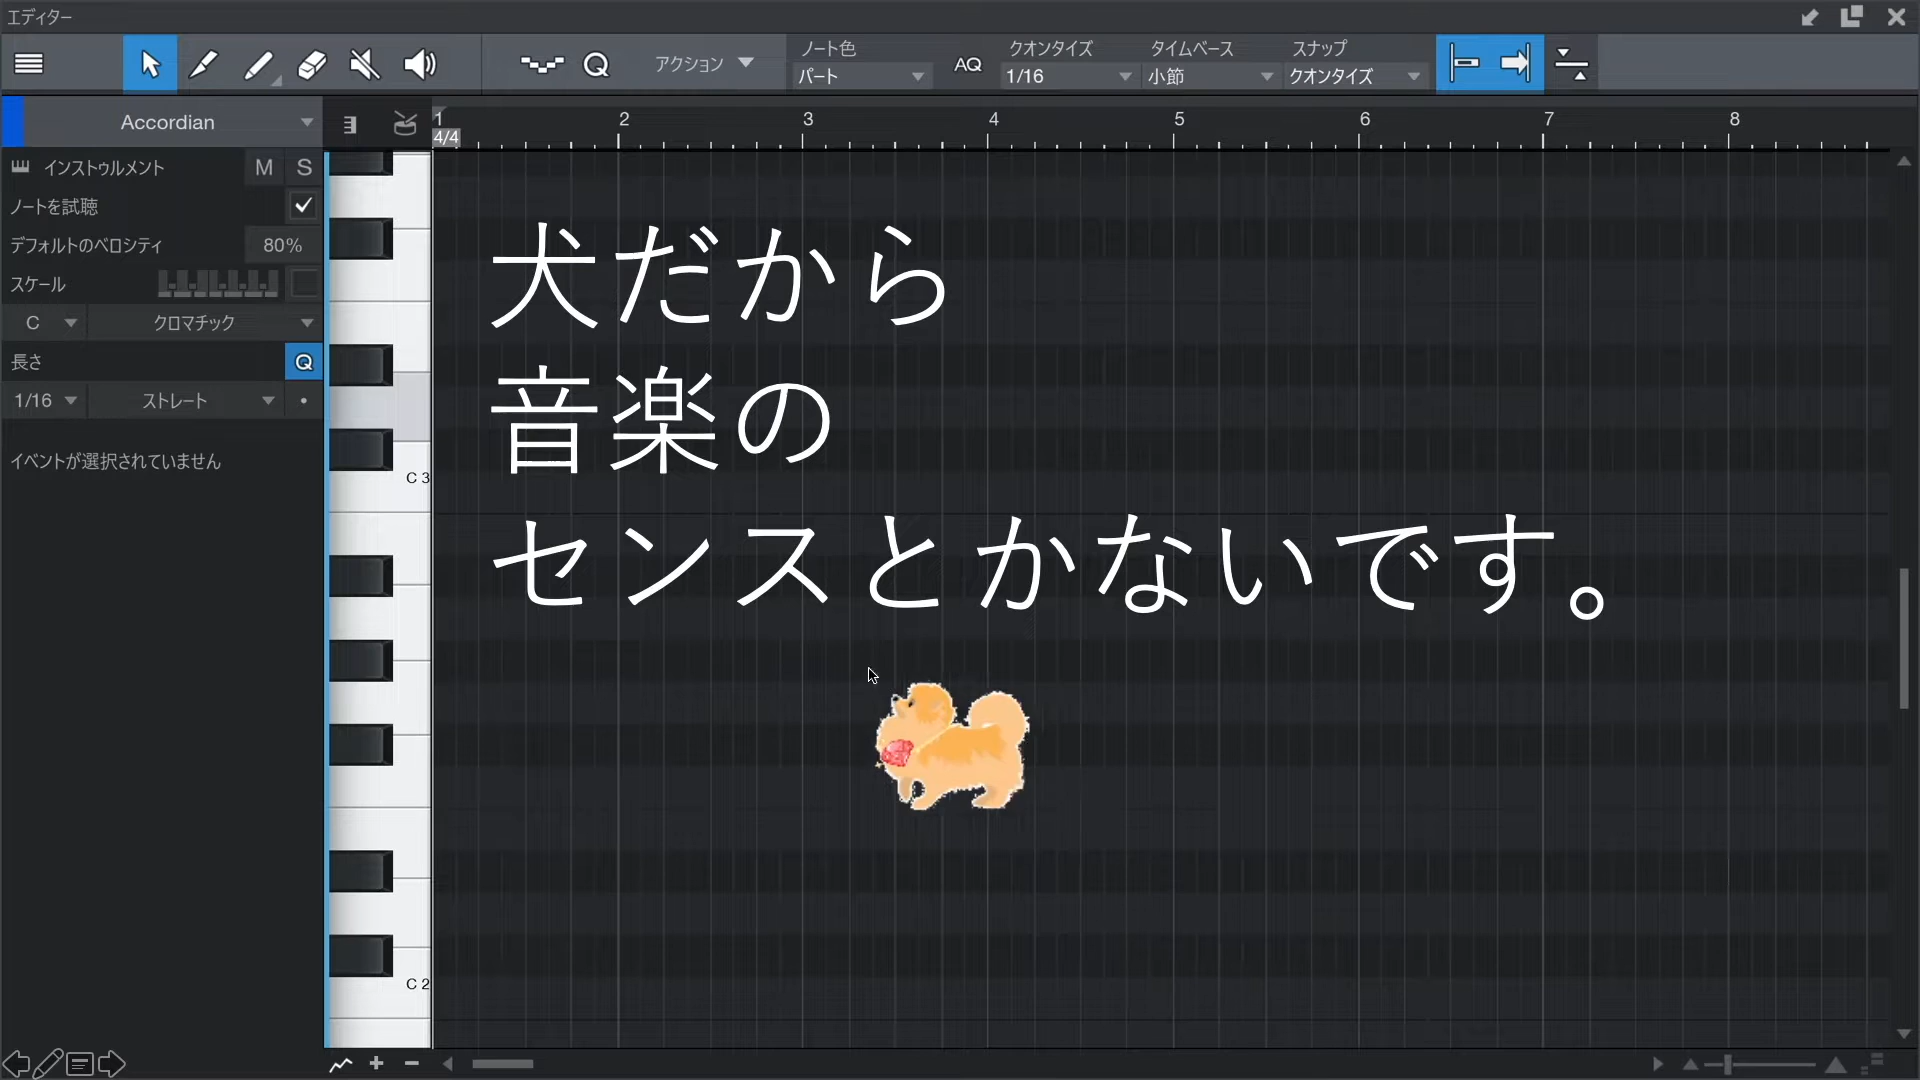 エディター
アクション
ノート色
パート
AQ
クオンタイズ
1/16
タイムベース
小節
スナップ
クオンタイズ
Q
Accordian
1 2 3 4 5 6 7 8
4/4
インストゥルメント M S
ノートを試聴
デフォルトのベロシティ 80%
スケール
C クロマチック
長さ Q
1/16 ストレート
イベントが選択されていません
犬だから
音楽の
センスとかないです。
C 3
C 2